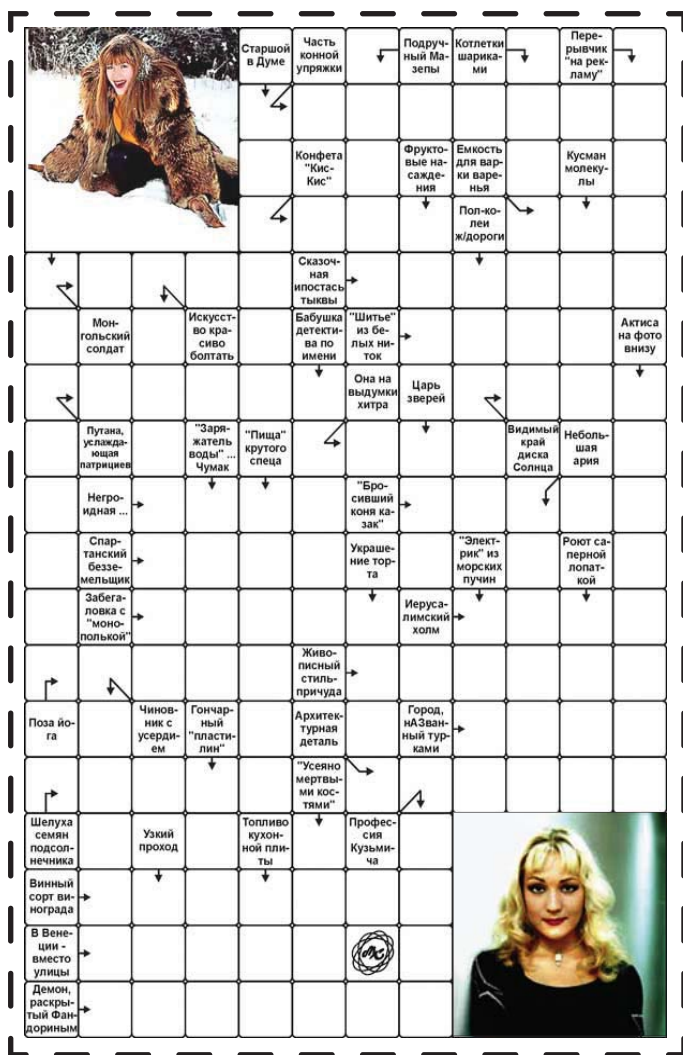 Старшой
в Думе
Часть
конной
упряжки
Подруч-
ный Ма-
зепы
Котлетки
шарика-
ми
Пере-
рывчик
"на рек-
ламу"
Конфета
"Кис-
Кис"
Фрукто-
вые на-
саждения
Емкость
для вар-
ки варе-
нья
Кусман
молеку-
лы
Пол-ко-
леи
ж/дороги
Сказоч-
ная
ипостась
тыквы
Мон-
гольский
солдат
Искусст-
во кра-
сиво
болтать
Бабушка
детекти-
ва по
имени
"Шитье"
из бе-
лых ни-
ток
Актиса
на фото
внизу
Она на
выдумки
хитра
Царь
зверей
Путана,
услажда-
ющая
патрициев
"Заря-
жатель
воды" ...
Чумак
"Пища"
крутого
спеца
Видимый
край
диска
Солнца
Неболь-
шая
ария
Негро-
идная ...
"Бро-
сивший
коня ка-
зак"
Спар-
танский
беззе-
мельщик
Украше-
ние тор-
та
"Элект-
рик" из
морских
пучин
Роют са-
перной
лопат-
кой
Забега-
ловка с
"моно-
полькой"
Иеруса-
лимский
холм
Живо-
писный
стиль-
причуда
Поза йо-
га
Чинов-
ник с
усерди-
ем
Гончар-
ный
"пласти-
лин"
Архитек-
турная
деталь
Город,
нАЗван-
ный тур-
ками
"Усеяно
мертвы-
ми кос-
тями"
Шелуха
семян
подсол-
нечника
Узкий
проход
Топливо
кухон-
ной пли-
ты
Профес-
сия
Кузьми-
ча
Винный
сорт ви-
нограда
В Вене-
ции -
вместо
улицы
Демон,
раскры-
тый Фан-
дориным